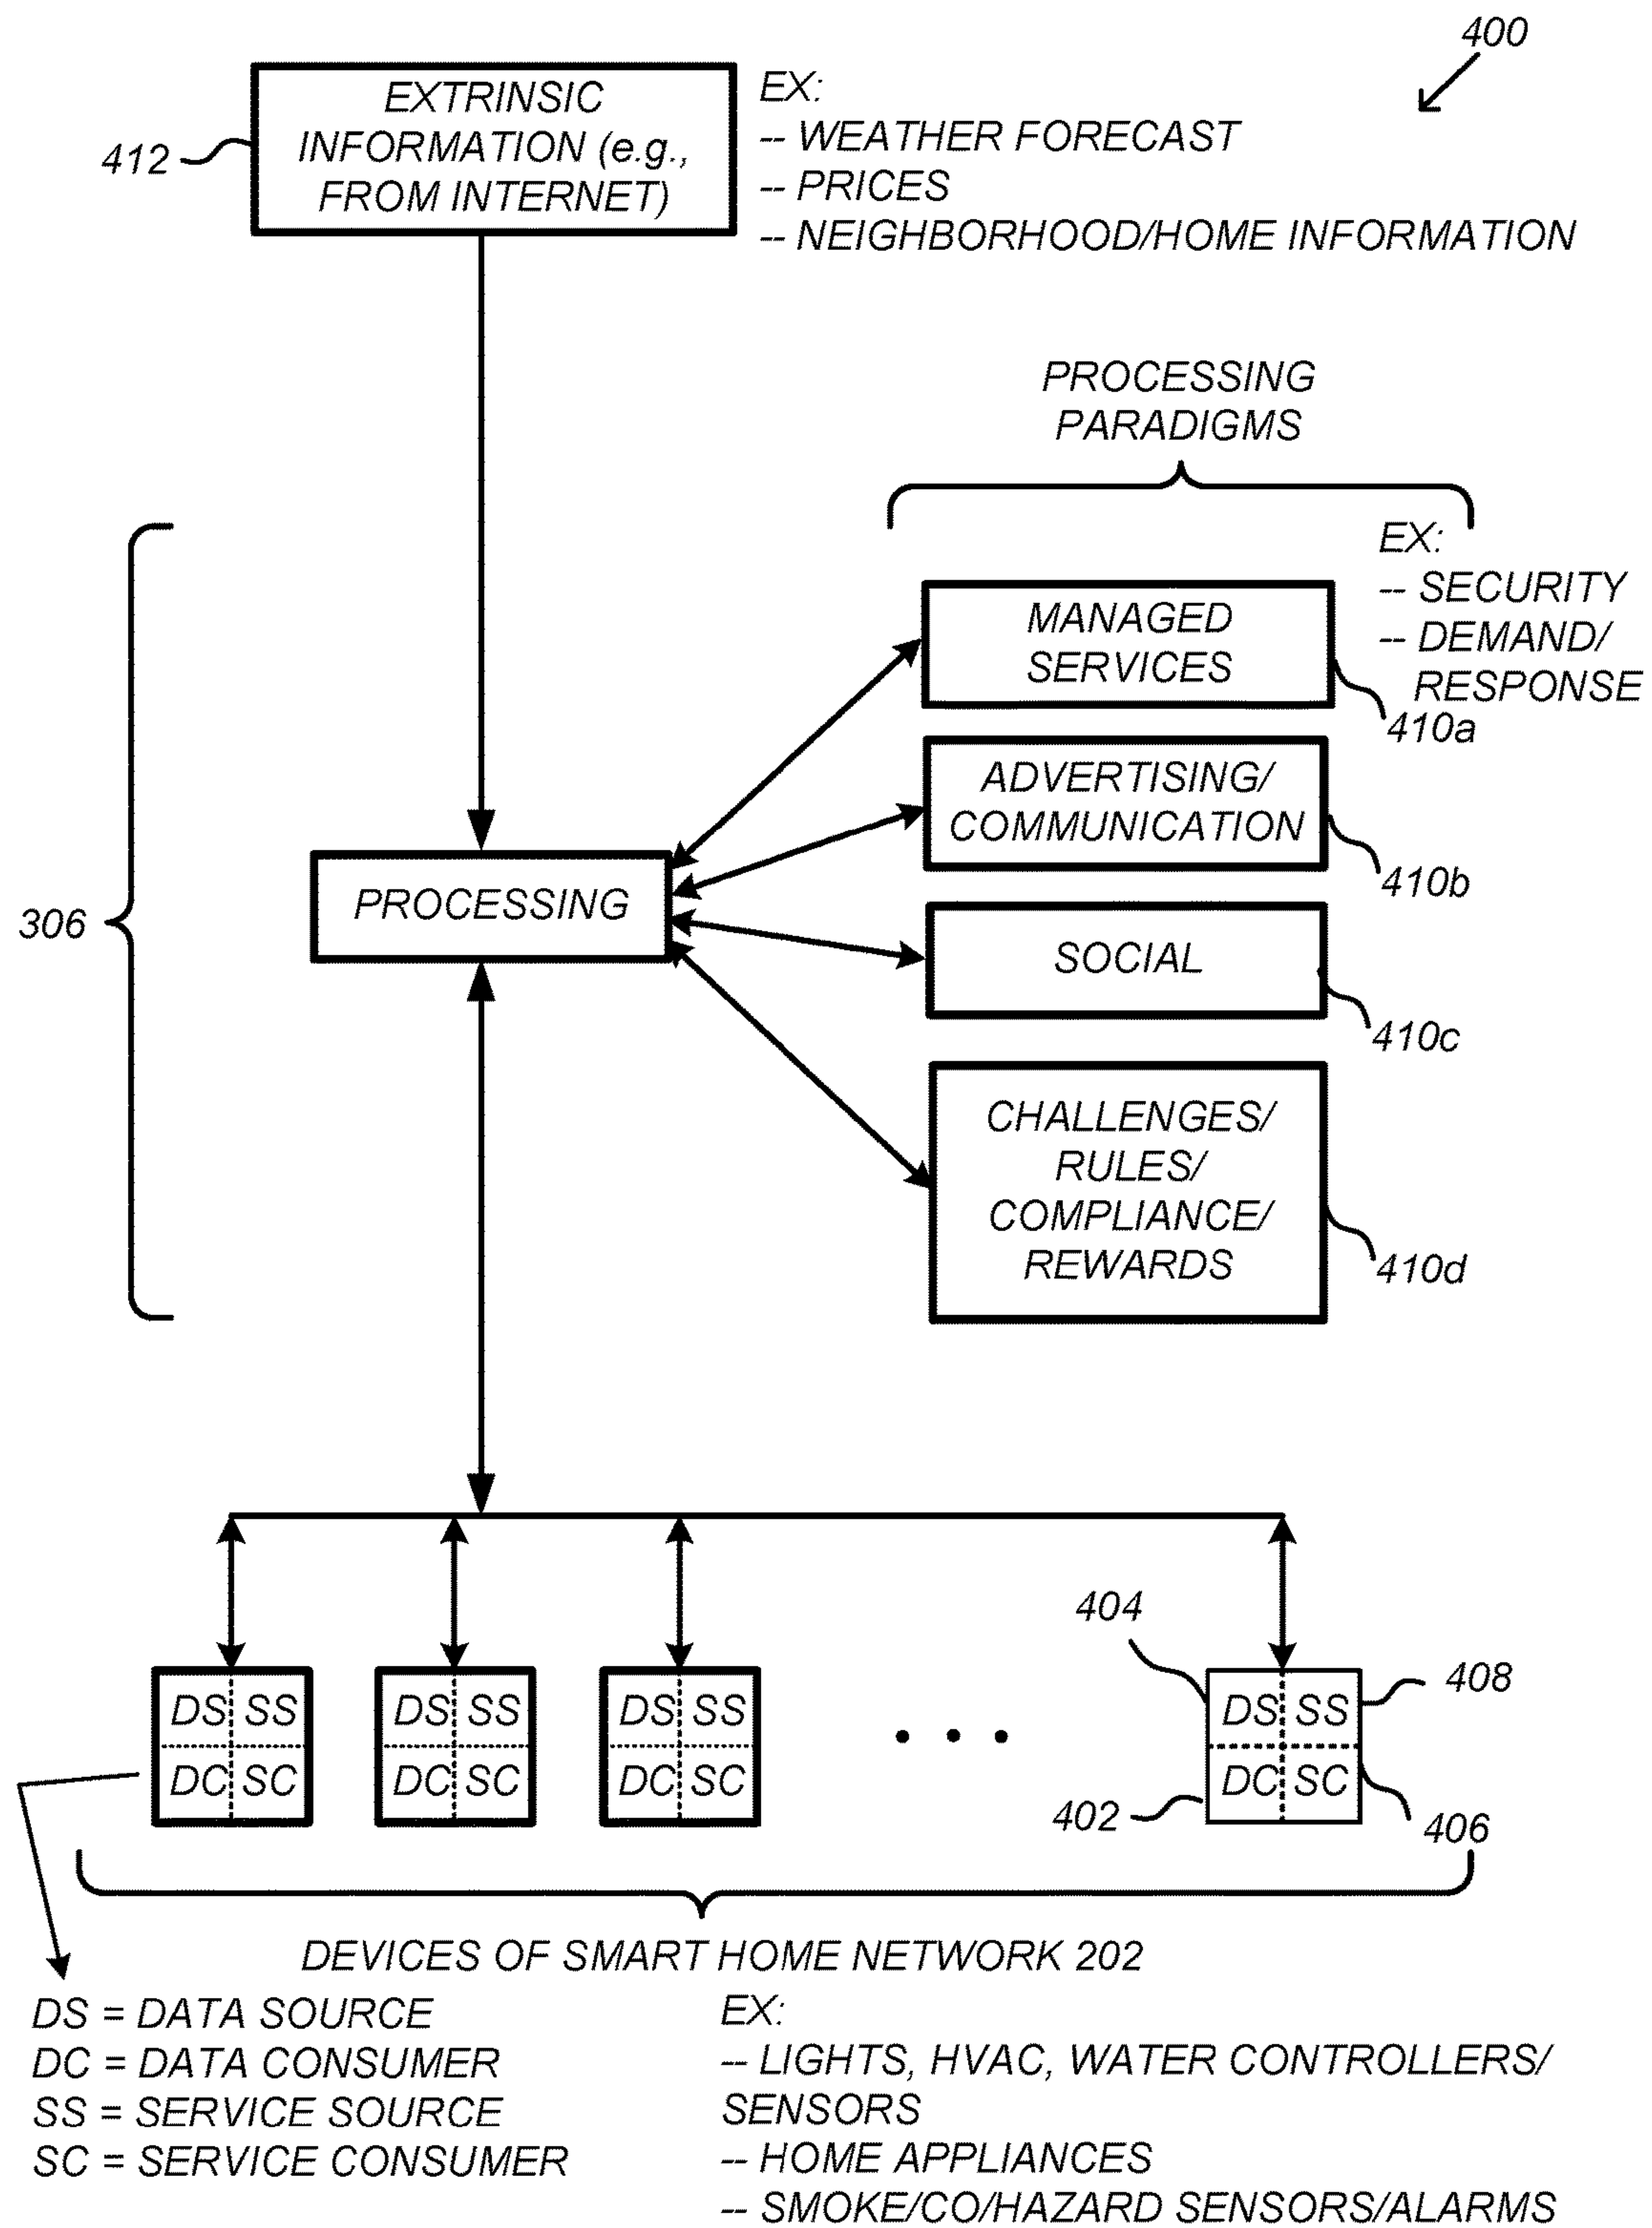 400
EXTRINSIC
INFORMATION (e.g.,
FROM INTERNET)
412
EX:
-- WEATHER FORECAST
-- PRICES
-- NEIGHBORHOOD/HOME INFORMATION
PROCESSING
PARADIGMS
EX:
-- SECURITY
-- DEMAND/
RESPONSE
MANAGED
SERVICES
410a
ADVERTISING/
COMMUNICATION
410b
PROCESSING
306
SOCIAL
410c
CHALLENGES/
RULES/
COMPLIANCE/
REWARDS
410d
404
408
DS SS
DC SC
DS SS
DC SC
DS SS
DC SC
. . .
DS SS
DC SC
402
406
DEVICES OF SMART HOME NETWORK 202
DS = DATA SOURCE
DC = DATA CONSUMER
SS = SERVICE SOURCE
SC = SERVICE CONSUMER
EX:
-- LIGHTS, HVAC, WATER CONTROLLERS/
SENSORS
-- HOME APPLIANCES
-- SMOKE/CO/HAZARD SENSORS/ALARMS